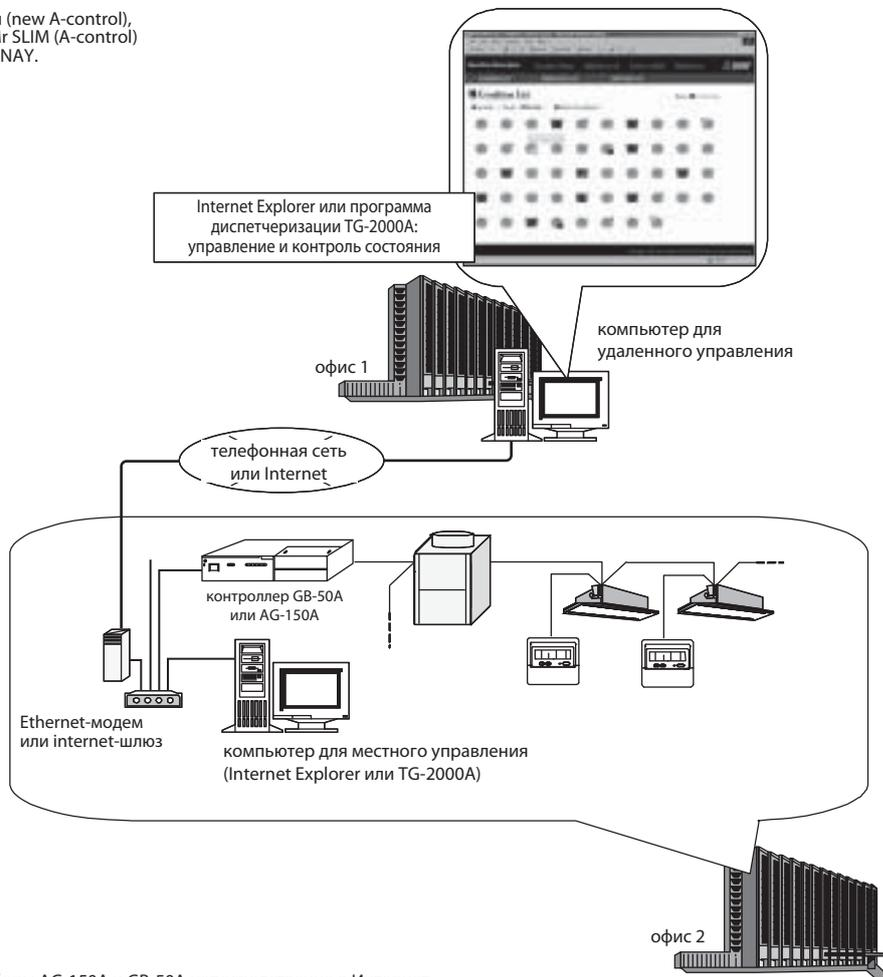 (new A-control),
SLIM (A-control)
Internet Explorer или программа
диспетчеризации TG-2000A:
управление и контроль состояния
компьютер для
удаленного управления
офис 1
телефонная сеть
или Internet
контроллер GB-50A
или AG-150A
Ethernet-модем
или internet-шлюз
компьютер для местного управления
(Internet Explorer или TG-2000A)
офис 2